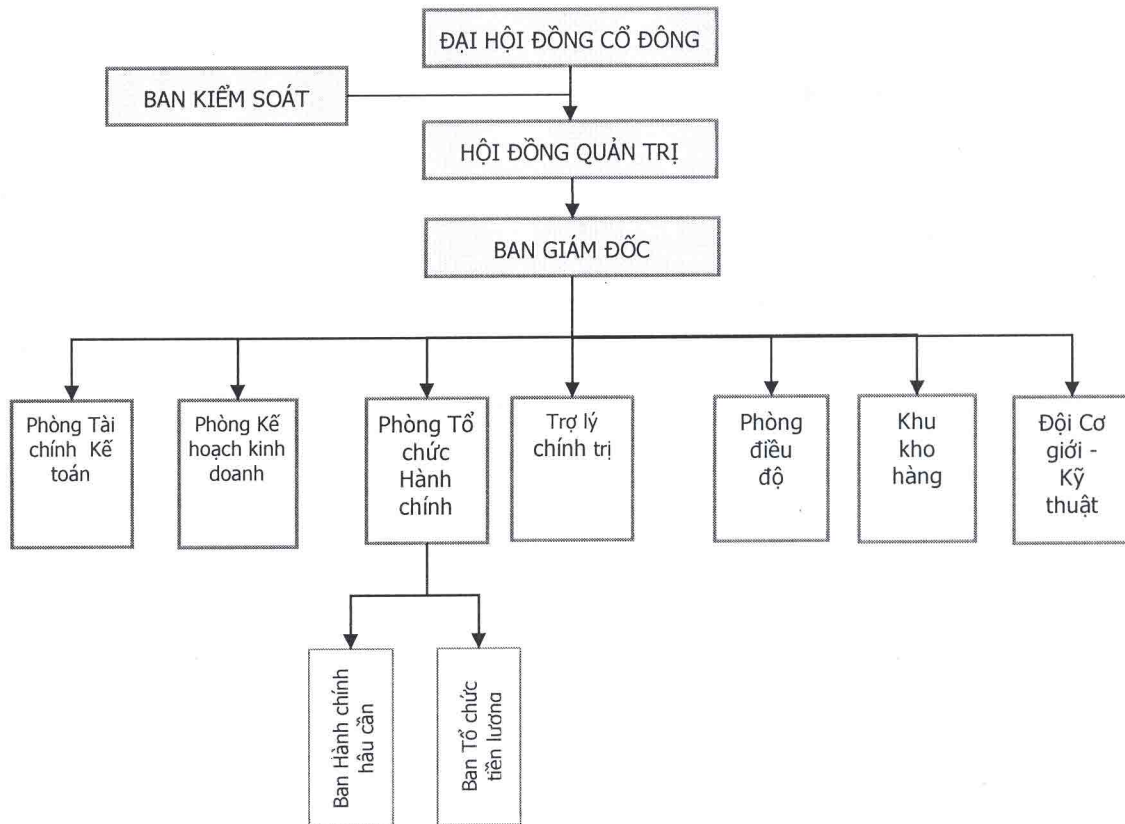 ĐẠI HỘI ĐỒNG CỔ ĐÔNG
BAN KIỂM SOÁT
HỘI ĐỒNG QUẢN TRỊ
BAN GIÁM ĐỐC
Phòng Tài
chính Kế
toán
Phòng Kế
hoạch kinh
doanh
Phòng Tổ
chức
Hành
chính
Trợ lý
chính trị
Phòng
điều
độ
Khu
kho
hàng
Đội Cơ
giới -
Kỹ
thuật
Ban Hành chính
hậu cần
Ban Tổ chức
tiền lương